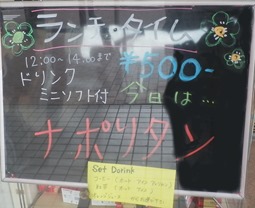 ランチ・タイム
12:00〜14:00まで
¥500-
ドリンク
ミニソフト付
今日は...
ナポリタン
Set Dorink